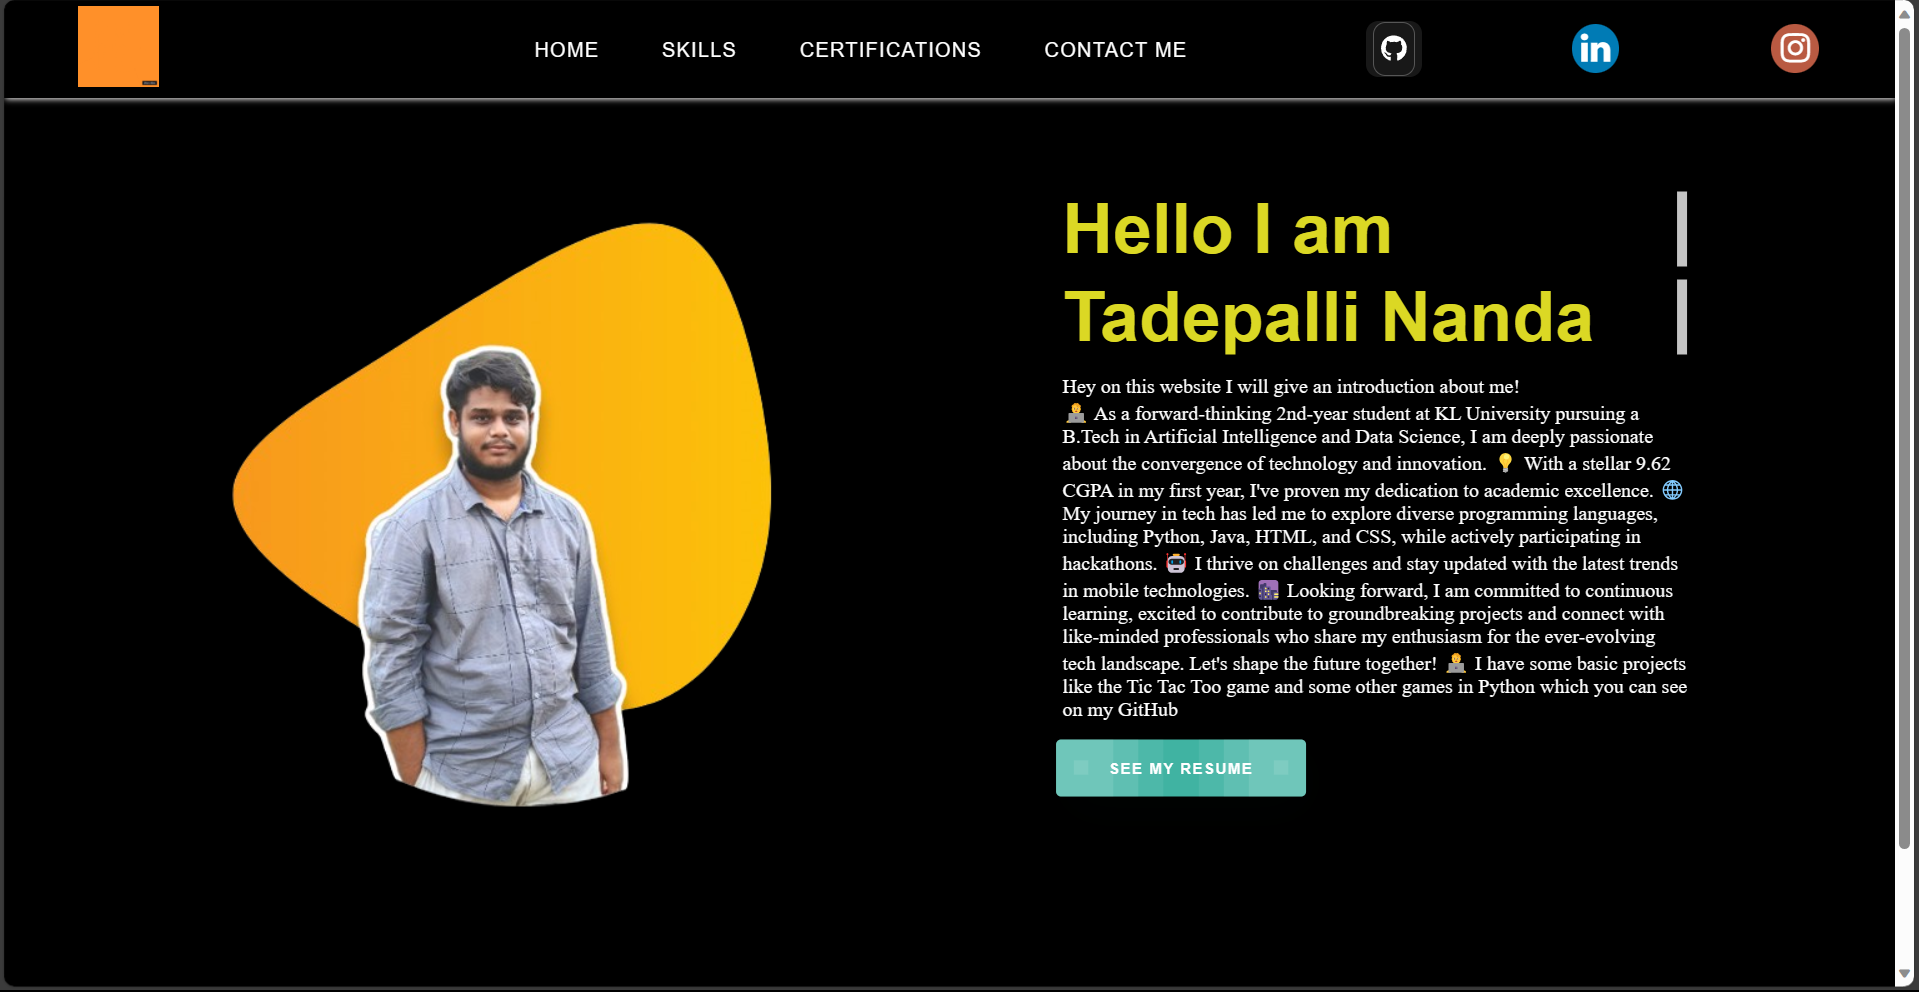 HOME SKILLS CERTIFICATIONS CONTACT ME
in
Hello I am
Tadepalli Nanda
Hey on this website I will give an introduction about me!
👨‍💻 As a forward-thinking 2nd-year student at KL University pursuing a
B.Tech in Artificial Intelligence and Data Science, I am deeply passionate
about the convergence of technology and innovation. 💡 With a stellar 9.62
CGPA in my first year, I've proven my dedication to academic excellence. 🌐
My journey in tech has led me to explore diverse programming languages,
including Python, Java, HTML, and CSS, while actively participating in
hackathons. 🤖 I thrive on challenges and stay updated with the latest trends
in mobile technologies. 🌌 Looking forward, I am committed to continuous
learning, excited to contribute to groundbreaking projects and connect with
like-minded professionals who share my enthusiasm for the ever-evolving
tech landscape. Let's shape the future together! 👨‍💻 I have some basic projects
like the Tic Tac Too game and some other games in Python which you can see
on my GitHub
SEE MY RESUME